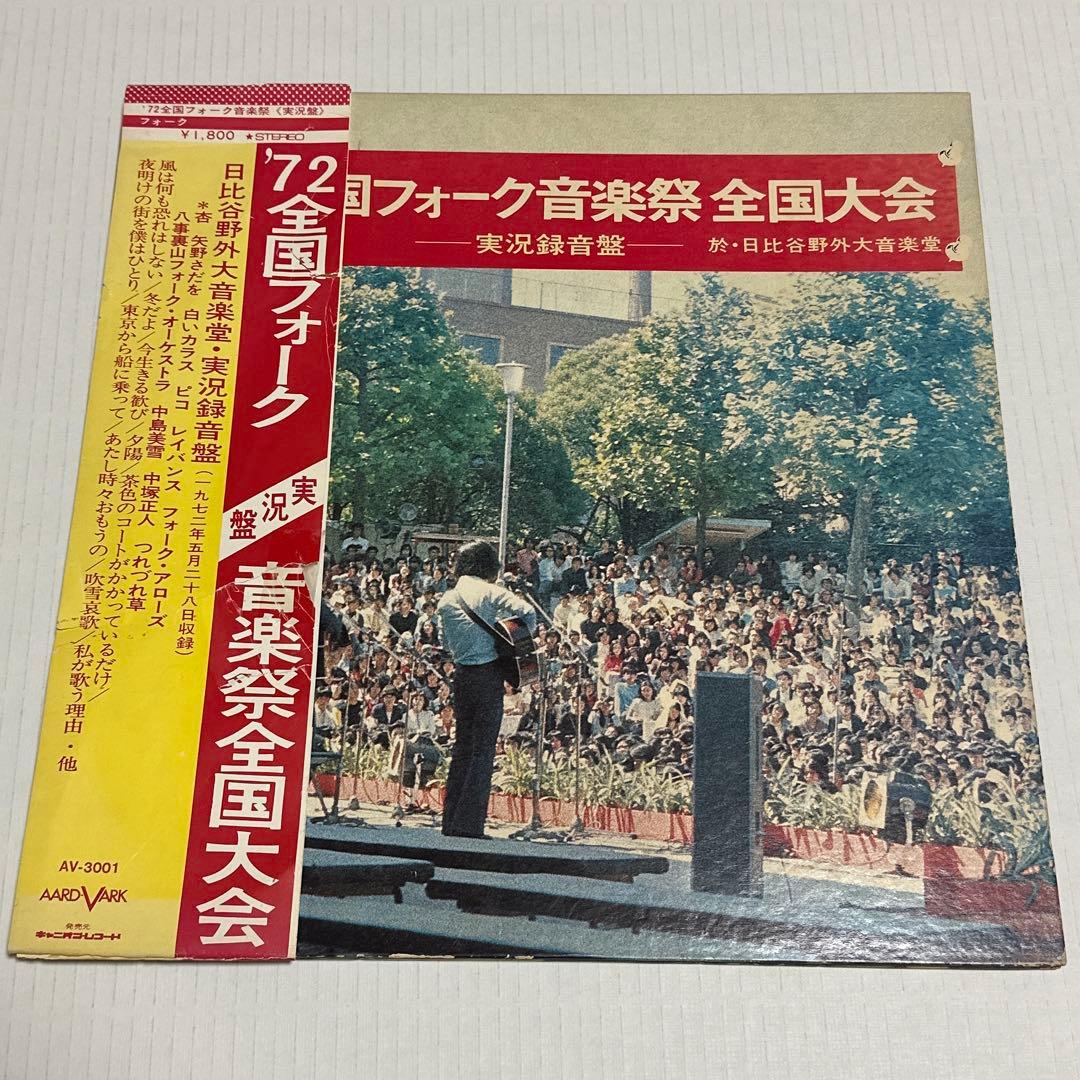 '72全国フォーク音楽祭《実況盤》
フォーク
¥1,800 ★STEREO
'72全国フォーク
実況盤
音楽祭全国大会
日比谷野外大音楽堂・実況録音盤(一九七二年五月二十八日収録)
*杏 矢野さだを 白いカラス ピコ レイバンス フォーク・アローズ
八事裏山フォーク・オーケストラ 中島美雪 中塚正人 つれづれ草
風は何も恐れはしない/冬だよ/今生きる歓び/夕陽/茶色のコートがかかっているだけ/
夜明けの街を僕はひとり/東京から船に乗って/あたし時々おもうの/吹雪哀歌/私が歌う理由・他
AV-3001
AARD-VARK
発売元
キャニオン・レコード
国フォーク音楽祭 全国大会
実況録音盤
於・日比谷野外大音楽堂